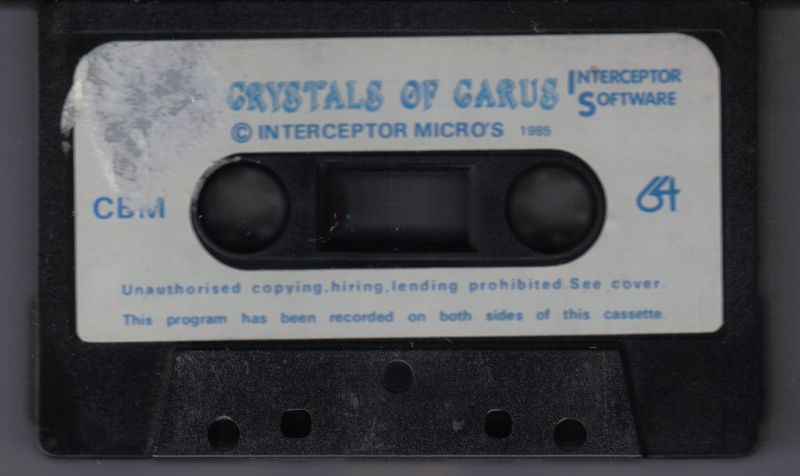 CRYSTALS OF CARUS
INTERCEPTOR
SOFTWARE
© INTERCEPTOR MICRO'S 1985
CBM
64
Unauthorised copying,hiring,lending prohibited.See cover.
This program has been recorded on both sides of this cassette.